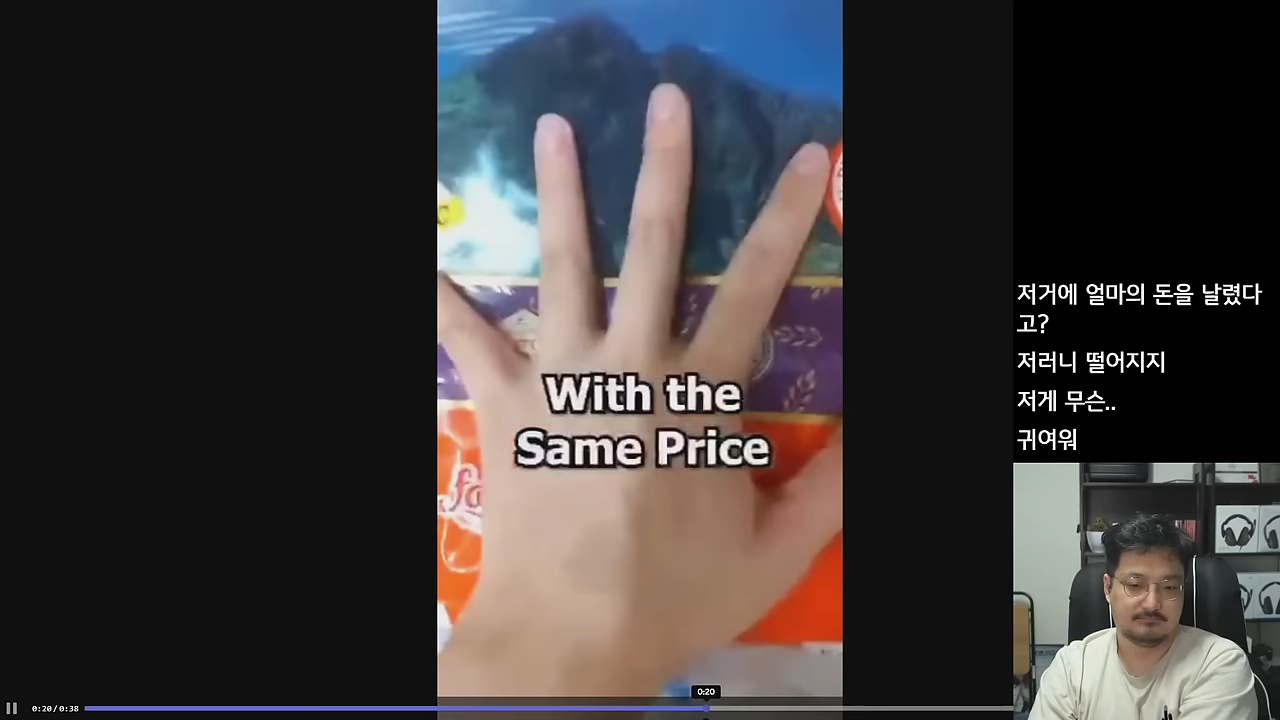 With the
Same Price
저거에 얼마의 돈을 날렸다
고?
저러니 떨어지지
저게 무슨..
귀여워
0:20
0:20/0:38